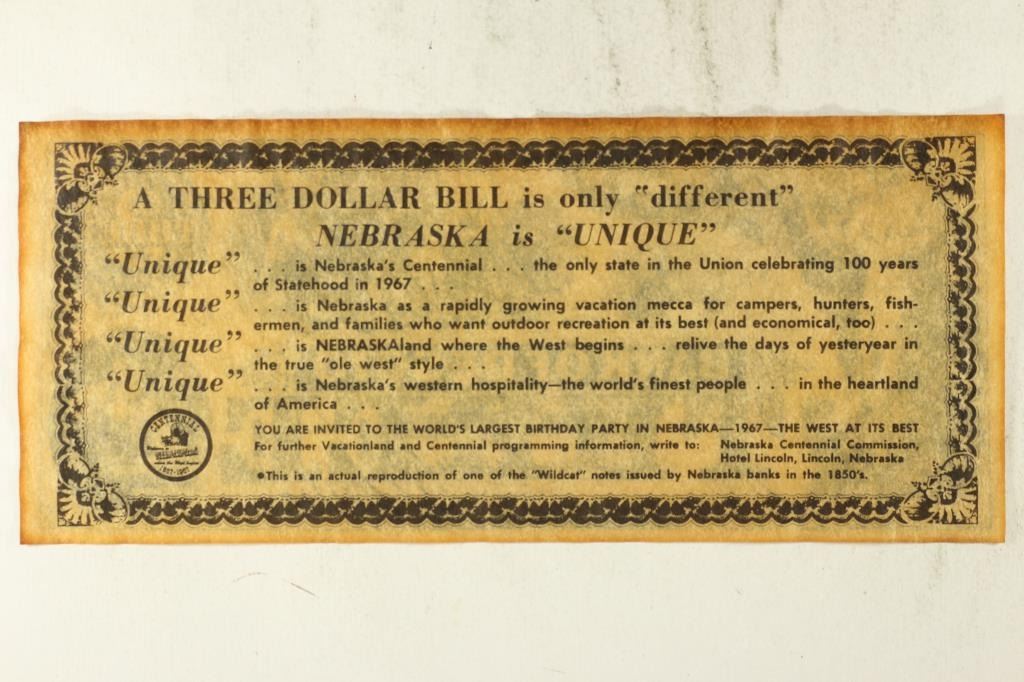 A THREE DOLLAR BILL is only "different"
NEBRASKA is "UNIQUE"
"Unique" . . . is Nebraska's Centennial . . . the only state in the Union celebrating 100 years
of Statehood in 1967 . . .
"Unique" . . . is Nebraska as a rapidly growing vacation mecca for campers, hunters, fish-
ermen, and families who want outdoor recreation at its best (and economical, too) . . .
"Unique" . . . is NEBRASKAland where the West begins . . . relive the days of yesteryear in
the true "ole west" style . . .
"Unique" . . . is Nebraska's western hospitality—the world's finest people . . . in the heartland
of America . . .
YOU ARE INVITED TO THE WORLD'S LARGEST BIRTHDAY PARTY IN NEBRASKA—1967—THE WEST AT ITS BEST
For further Vacationland and Centennial programming information, write to: Nebraska Centennial Commission,
Hotel Lincoln, Lincoln, Nebraska
•This is an actual reproduction of one of the "Wildcat" notes issued by Nebraska banks in the 1850's.
CENTENNIAL
1867-1967